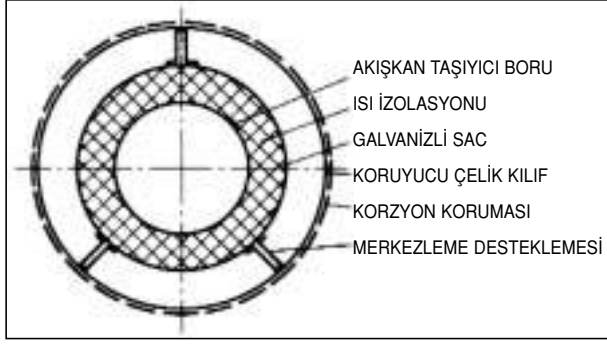 AKIŞKAN TAŞIYICI BORU
ISI İZOLASYONU
GALVANİZLİ SAC
KORUYUCU ÇELİK KILIF
KORZYON KORUMASI
MERKEZLEME DESTEKLEMESİ